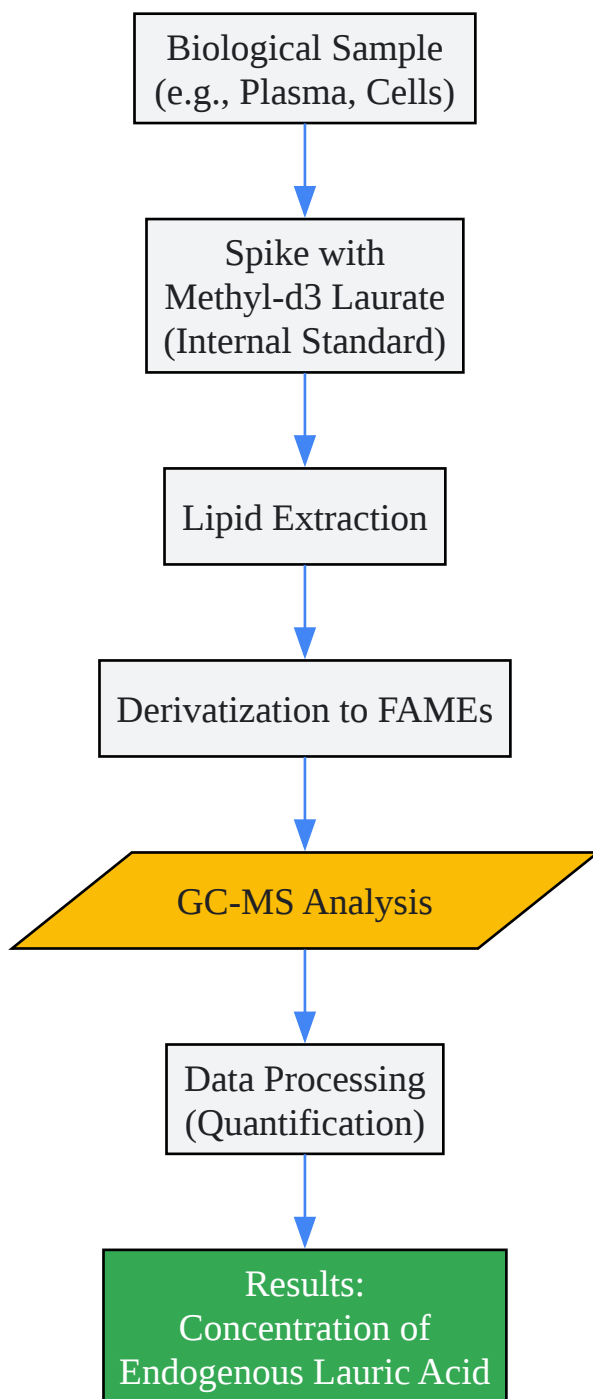 Biological Sample
(e.g., Plasma, Cells)
Spike with
Methyl-d3 Laurate
(Internal Standard)
Lipid Extraction
Derivatization to FAMEs
GC-MS Analysis
Data Processing
(Quantification)
Results:
Concentration of
Endogenous Lauric Acid